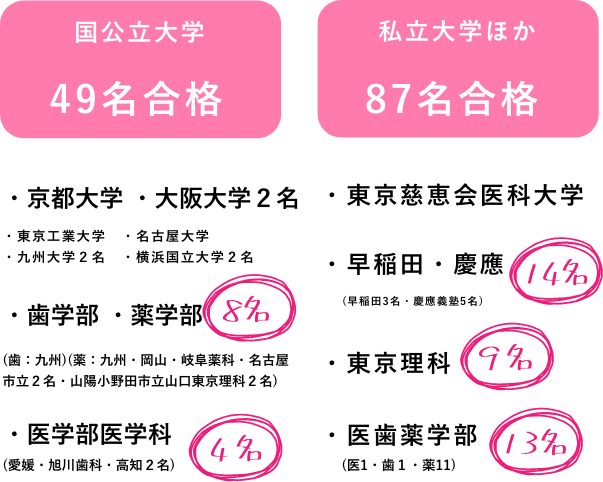 国公立大学
49名合格
・京都大学 ・大阪大学２名
・東京工業大学 ・名古屋大学
・九州大学２名 ・横浜国立大学２名
・歯学部 ・薬学部 8名
(歯：九州)(薬：九州・岡山・岐阜薬科・名古屋
市立２名・山陽小野田市立山口東京理科２名)
・医学部医学科 4名
(愛媛・旭川歯科・高知２名)
私立大学ほか
87名合格
・東京慈恵会医科大学
・早稲田・慶應 14名
(早稲田3名・慶應義塾5名)
・東京理科 9名
・医歯薬学部 13名
(医1・歯１・薬11)